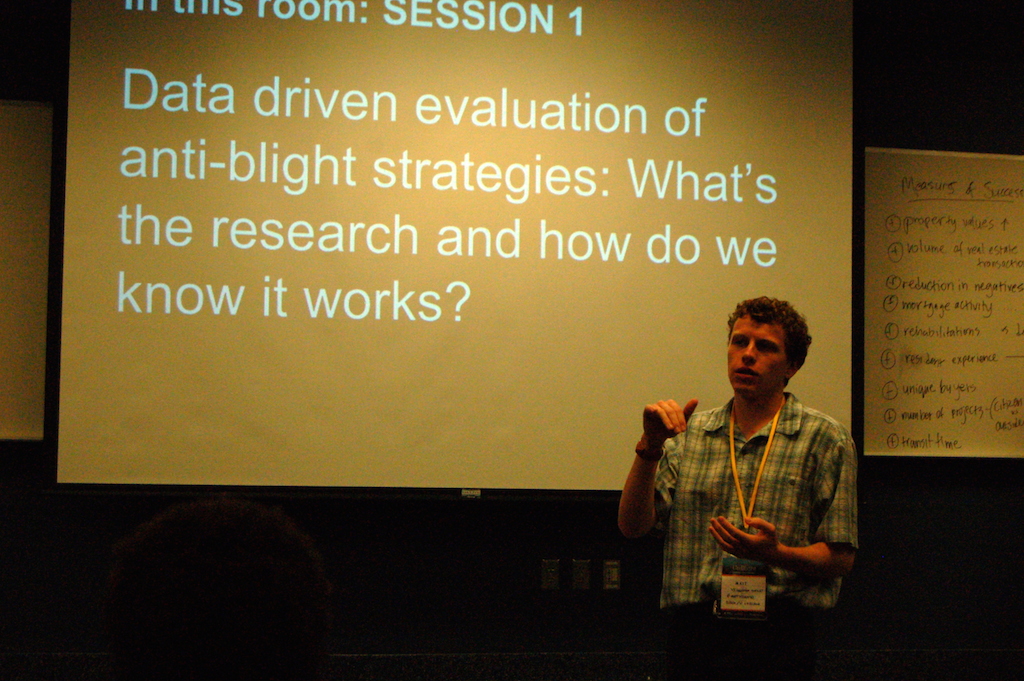 In this room: SESSION 1
Data driven evaluation of
anti-blight strategies: What's
the research and how do we
know it works?
Measures of Success
(+) property values ↑
(+) volume of real estate
transactions
(+) reduction in negatives
(+) mortgage activity
(+) rehabilitations
(+) resident experience
(+) unique buyers
(+) number of projects - (citizen
(+) transit time